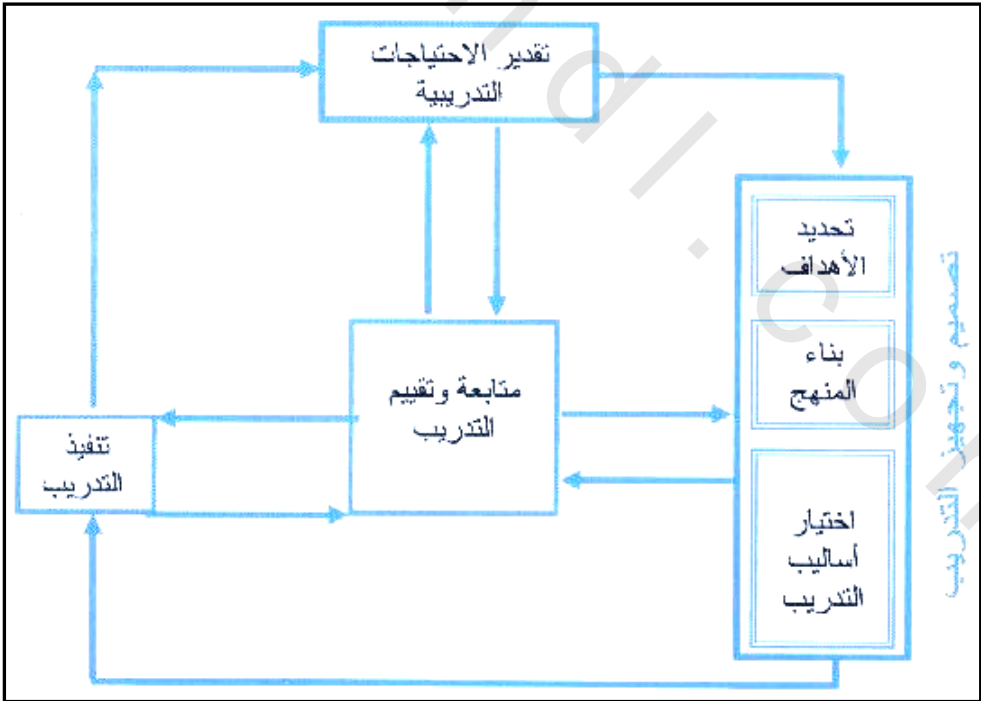 تقدير الاحتياجات
التدريبية
تحديد
الأهداف
بناء
المنهج
اختيار
أساليب
التدريب
تصميم وتجهيز التدريب
متابعة وتقييم
التدريب
تنفيذ
التدريب